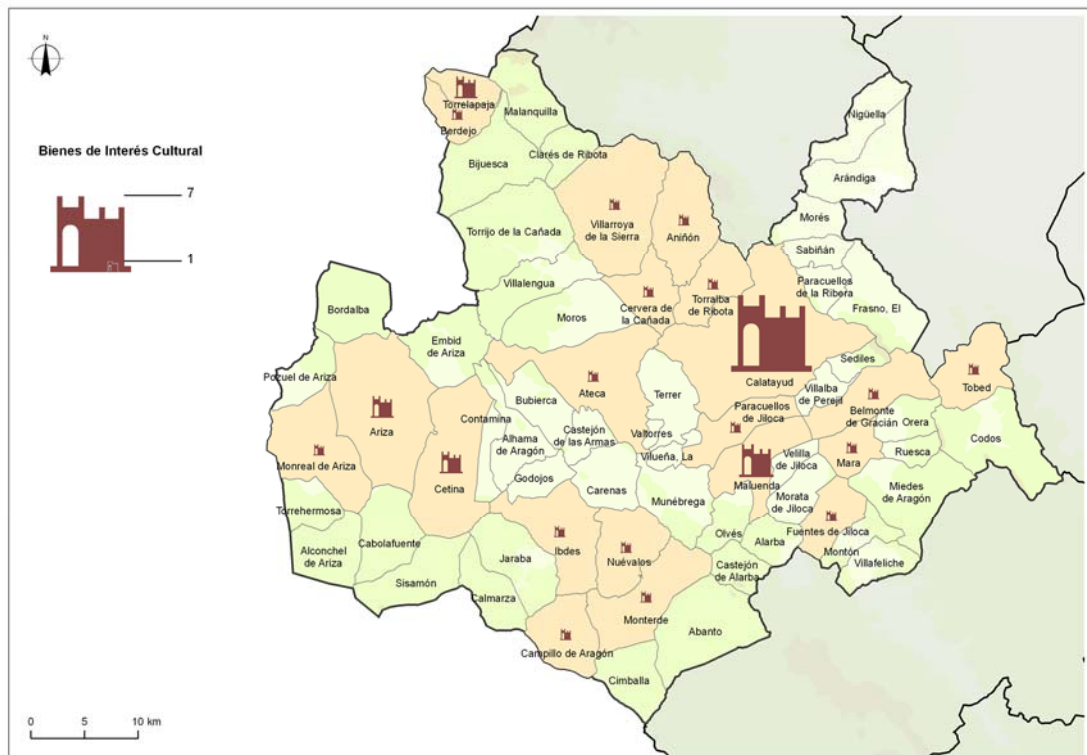 N
Bienes de Interés Cultural
7
1
Torrelapaja
Berdejo
Malanquilla
Clarés de Ribota
Bijuesca
Nigüella
Arándiga
Villarroya
de la Sierra
Aniñón
Morés
Sabiñán
Torrijo de la Cañada
Villalengua
Paracuellos
de la Ribera
Frasno, El
Bordalba
Moros
Cervera de
la Cañada
Torralba
de Ribota
Embid
de Ariza
Sediles
Calatayud
Tobed
Pozuel de Ariza
Bubierca
Ateca
Terrer
Villalba
de Perejil
Contamina
Paracuellos
de Jiloca
Belmonte
de Gracián
Orera
Ariza
Alhama
de Aragón
Castejón
de las Armas
Valtorres
Codos
Vilueña, La
Velilla
de Jiloca
Mara
Ruesca
Monreal de Ariza
Cetina
Godojos
Carenas
Munébrega
Maluenda
Morata
de Jiloca
Miedes
de Aragón
Torrehermosa
Fuentes de Jiloca
Alconchel
de Ariza
Cabolafuente
Jaraba
Ibdes
Nuévalos
Olvés
Alarba
Montón
Villafeliche
Sisamón
Castejón
de Alarba
Calmarza
Monterde
Abanto
Campillo de Aragón
Cimballa
0 5 10 km